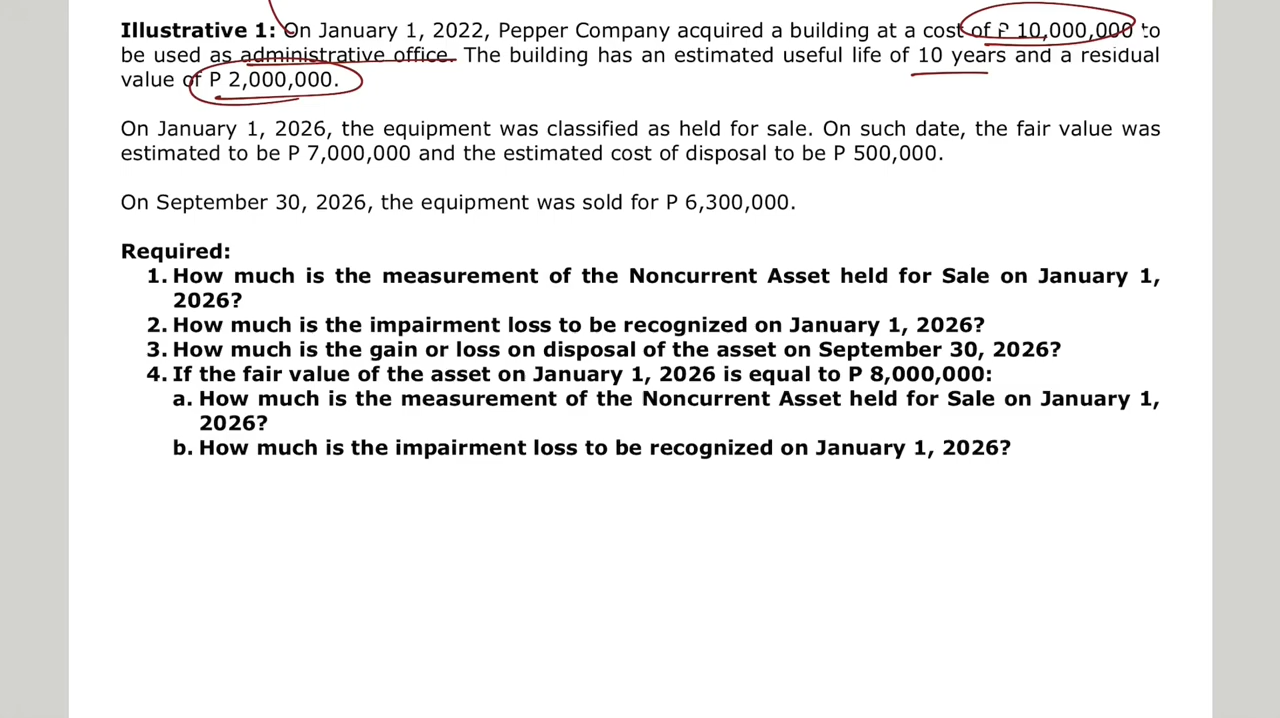 Illustrative 1: On January 1, 2022, Pepper Company acquired a building at a cost of P 10,000,000 to
be used as administrative office. The building has an estimated useful life of 10 years and a residual
value of P 2,000,000.
On January 1, 2026, the equipment was classified as held for sale. On such date, the fair value was
estimated to be P 7,000,000 and the estimated cost of disposal to be P 500,000.
On September 30, 2026, the equipment was sold for P 6,300,000.
Required:
1. How much is the measurement of the Noncurrent Asset held for Sale on January 1,
2026?
2. How much is the impairment loss to be recognized on January 1, 2026?
3. How much is the gain or loss on disposal of the asset on September 30, 2026?
4. If the fair value of the asset on January 1, 2026 is equal to P 8,000,000:
a. How much is the measurement of the Noncurrent Asset held for Sale on January 1,
2026?
b. How much is the impairment loss to be recognized on January 1, 2026?